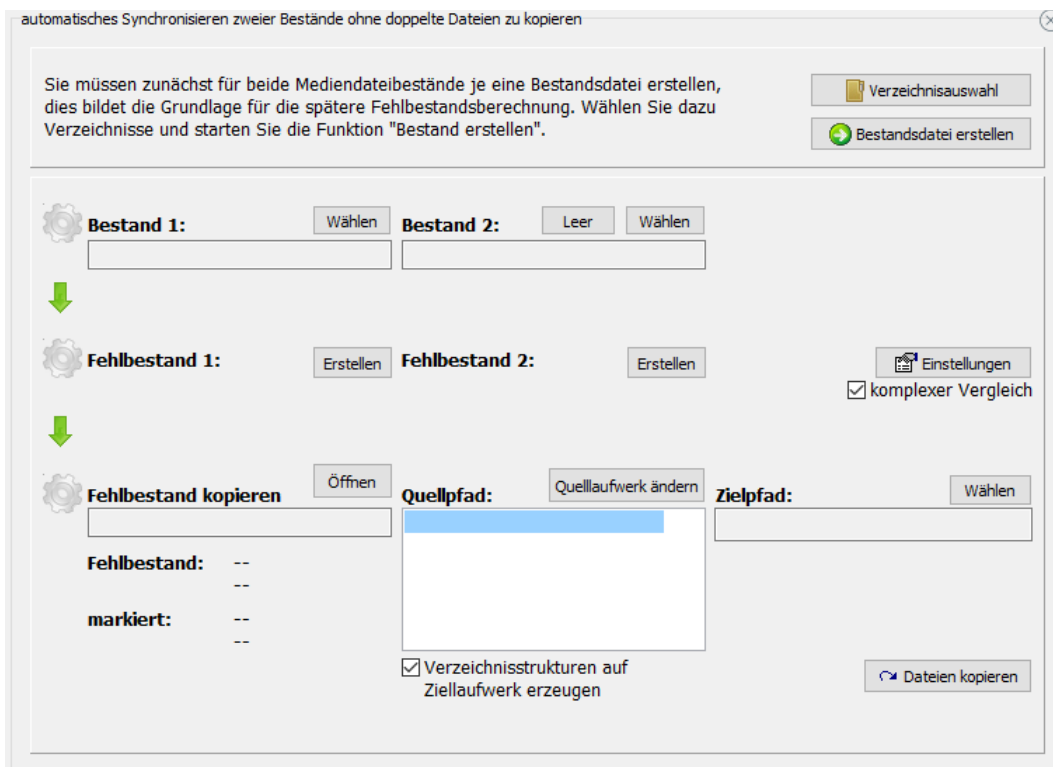 automatisches Synchronisieren zweier Bestände ohne doppelte Dateien zu kopieren
Sie müssen zunächst für beide Mediendateibestände je eine Bestandsdatei erstellen,
dies bildet die Grundlage für die spätere Fehlbestandsberechnung. Wählen Sie dazu
Verzeichnisse und starten Sie die Funktion "Bestand erstellen".
Verzeichnisauswahl
Bestandsdatei erstellen
Bestand 1:
Wählen
Bestand 2:
Leer
Wählen
Fehlbestand 1:
Erstellen
Fehlbestand 2:
Erstellen
Einstellungen
komplexer Vergleich
Fehlbestand kopieren
Öffnen
Quellpfad:
Quellaufwerk ändern
Zielpfad:
Wählen
Fehlbestand: --
--
markiert: --
--
Verzeichnisstrukturen auf
Ziellaufwerk erzeugen
Dateien kopieren